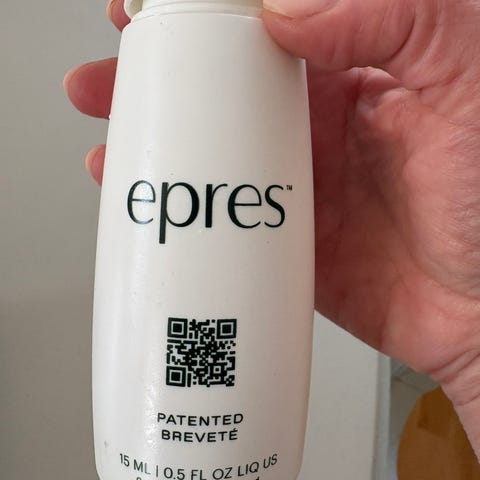 epres™
PATENTED
BREVETÉ
15 ML | 0.5 FL OZ LIQ US